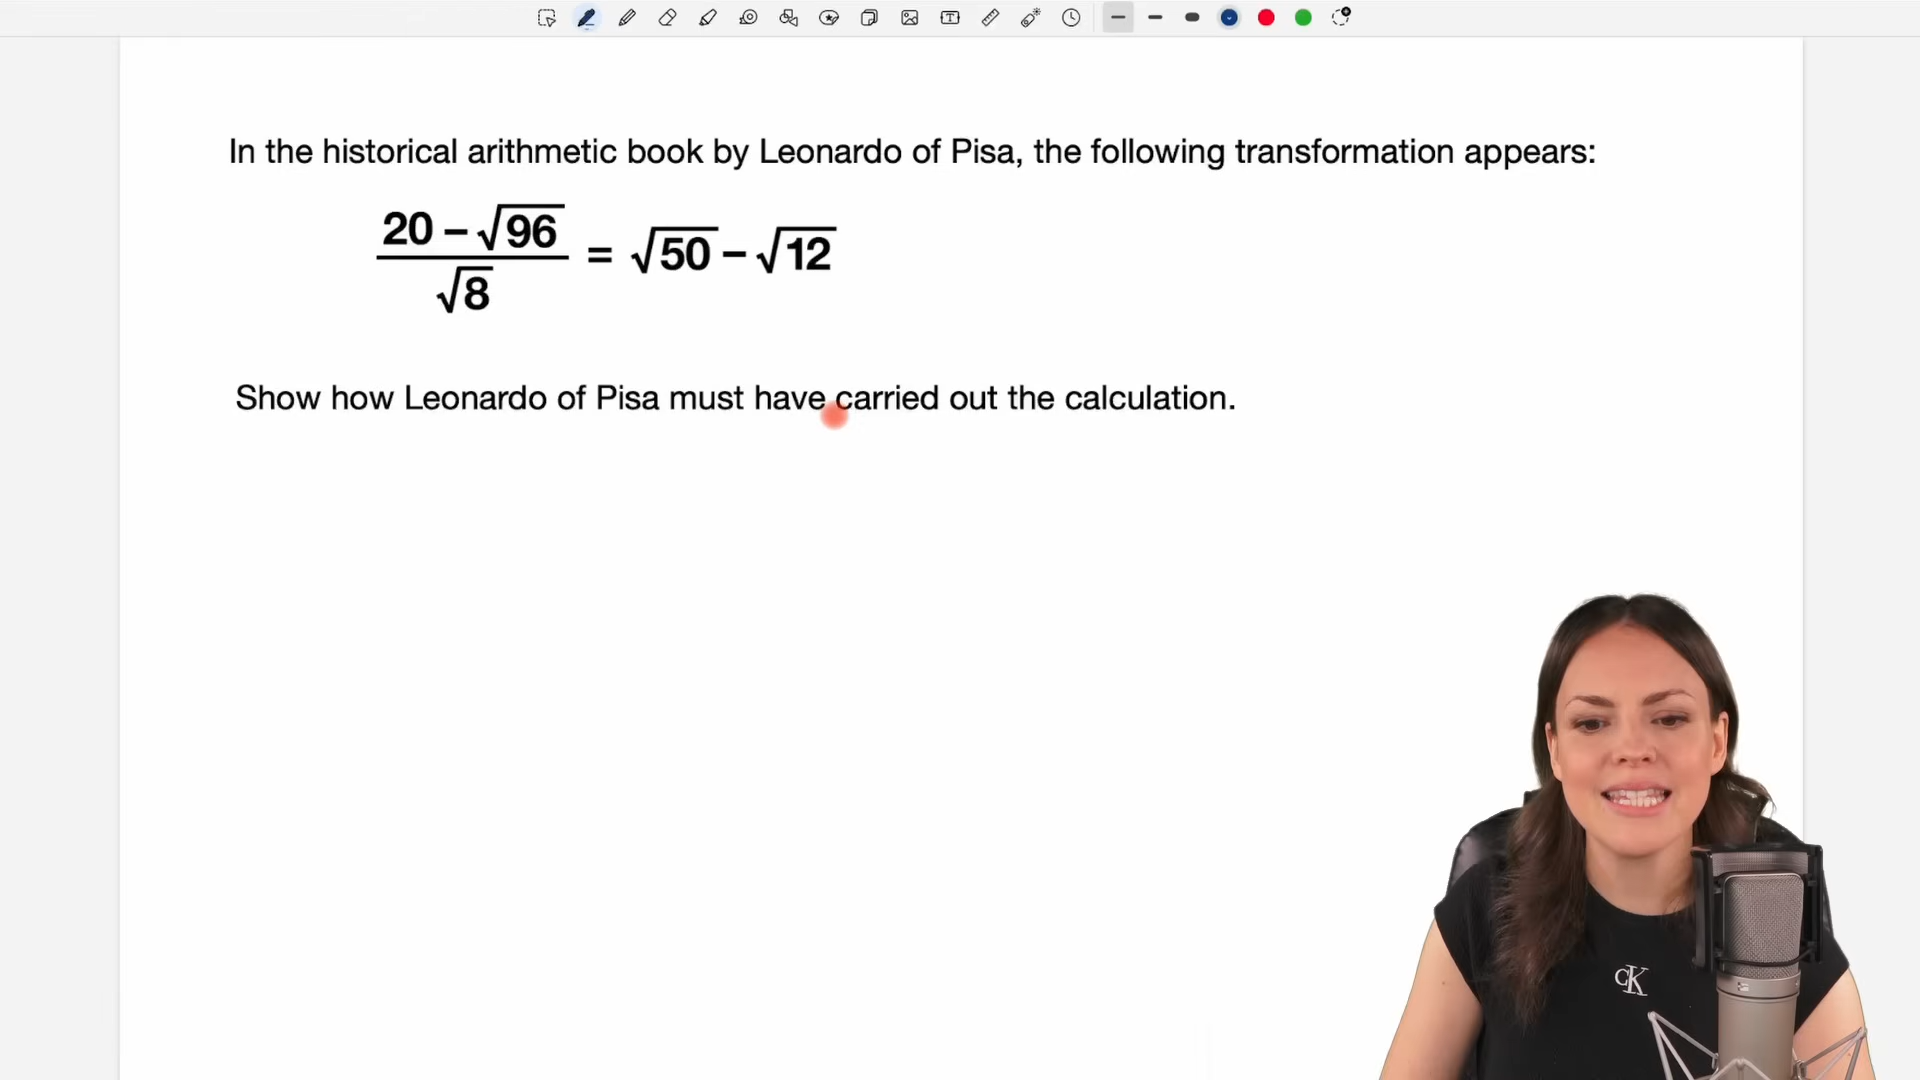 In the historical arithmetic book by Leonardo of Pisa, the following transformation appears:
20 − √96
√8
= √50 − √12
Show how Leonardo of Pisa must have carried out the calculation.
CK